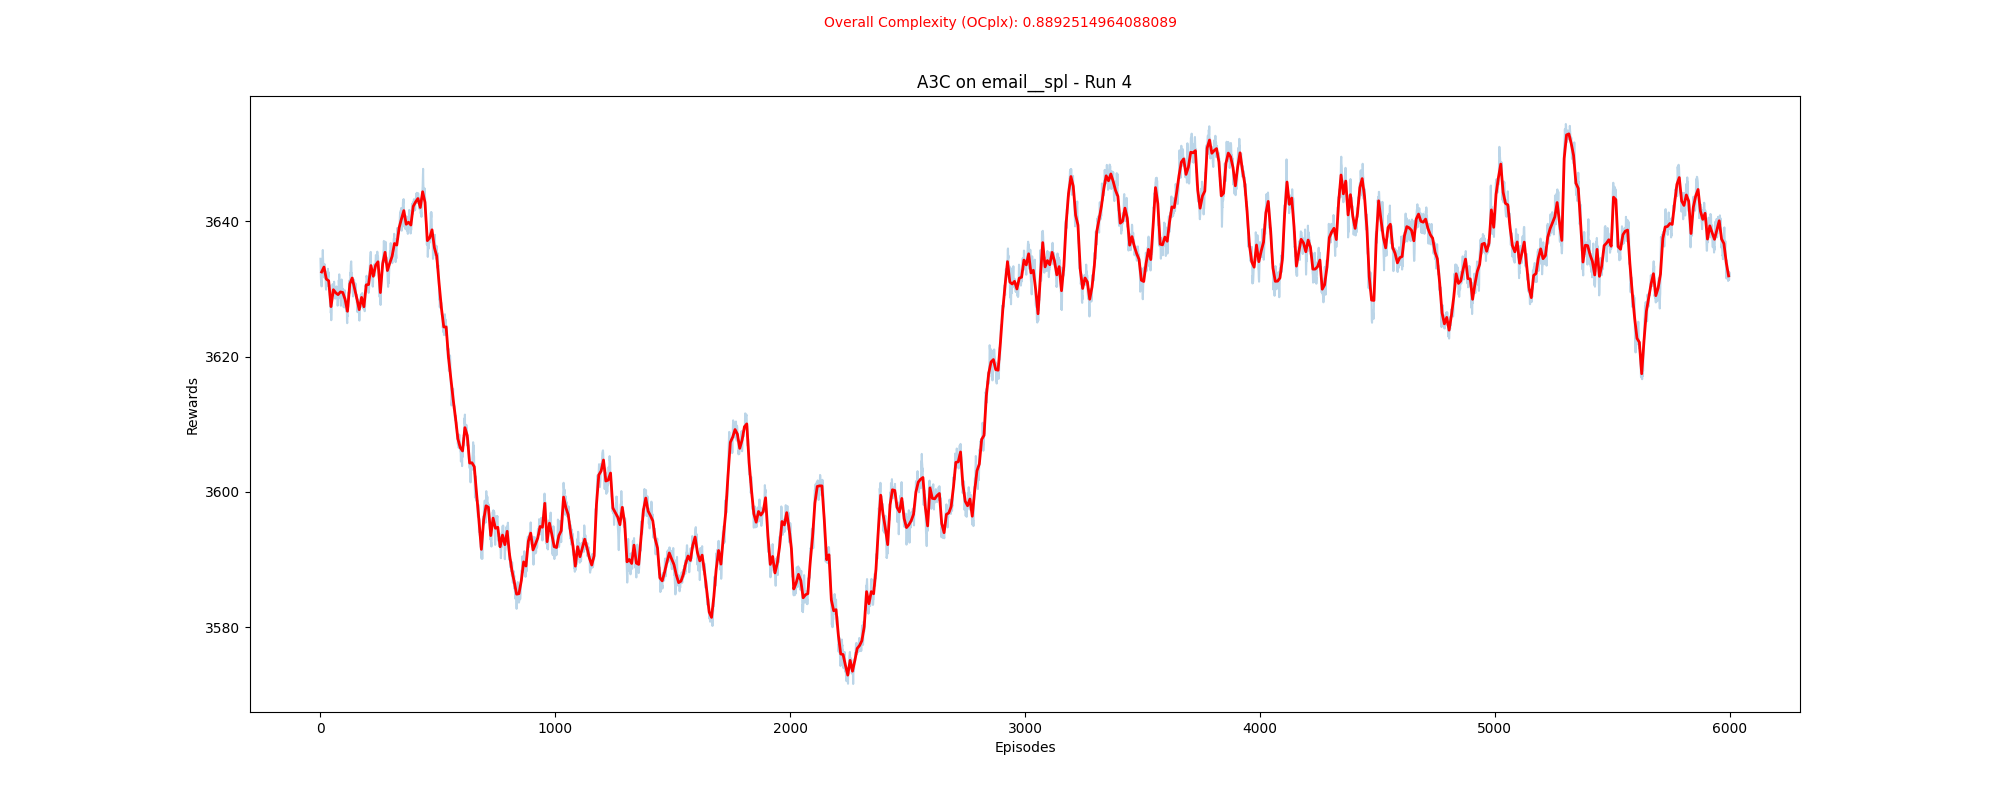 Overall Complexity (OCplx): 0.8892514964088089
A3C on email__spl - Run 4
3640
3620
3600
3580
Rewards
0 1000 2000 3000 4000 5000 6000
Episodes